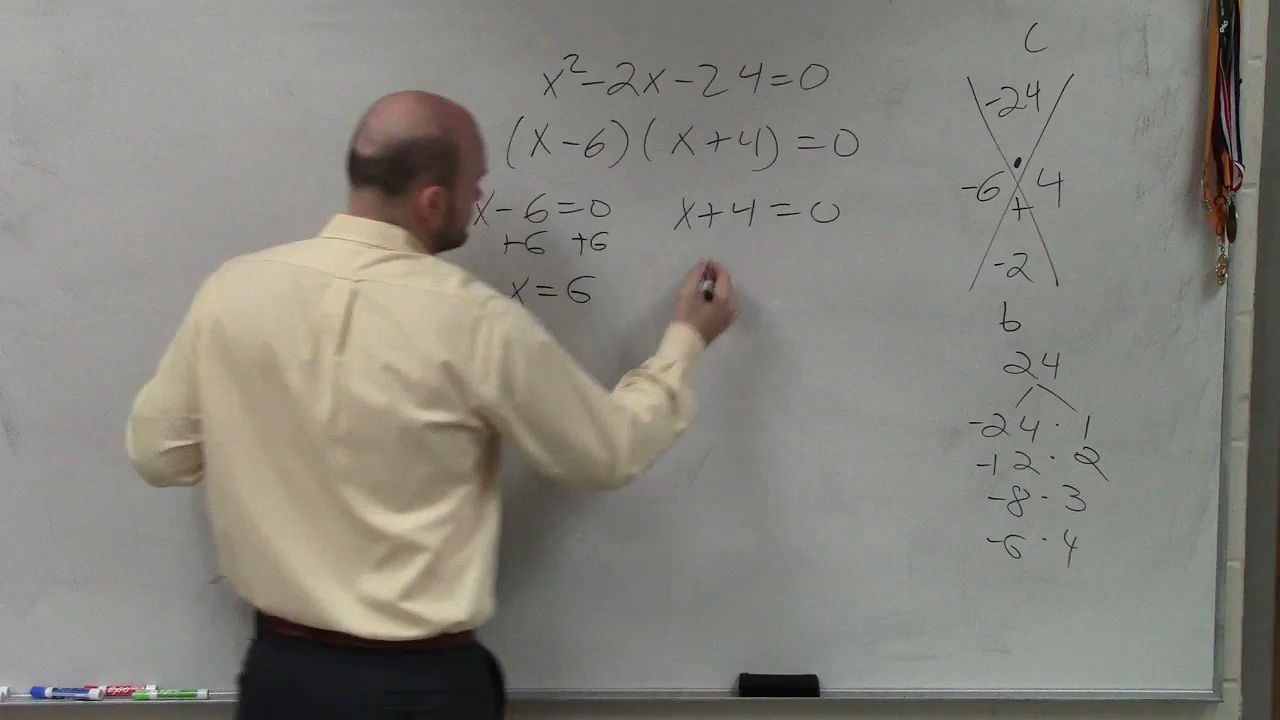 x²-2x-24=0
(x-6)(x+4)=0
x-6=0 x+4=0
+6 +6
x=6
C
-24
-6 · 4
+
-2
b
24
-24 · 1
-12 · 2
-8 · 3
-6 · 4